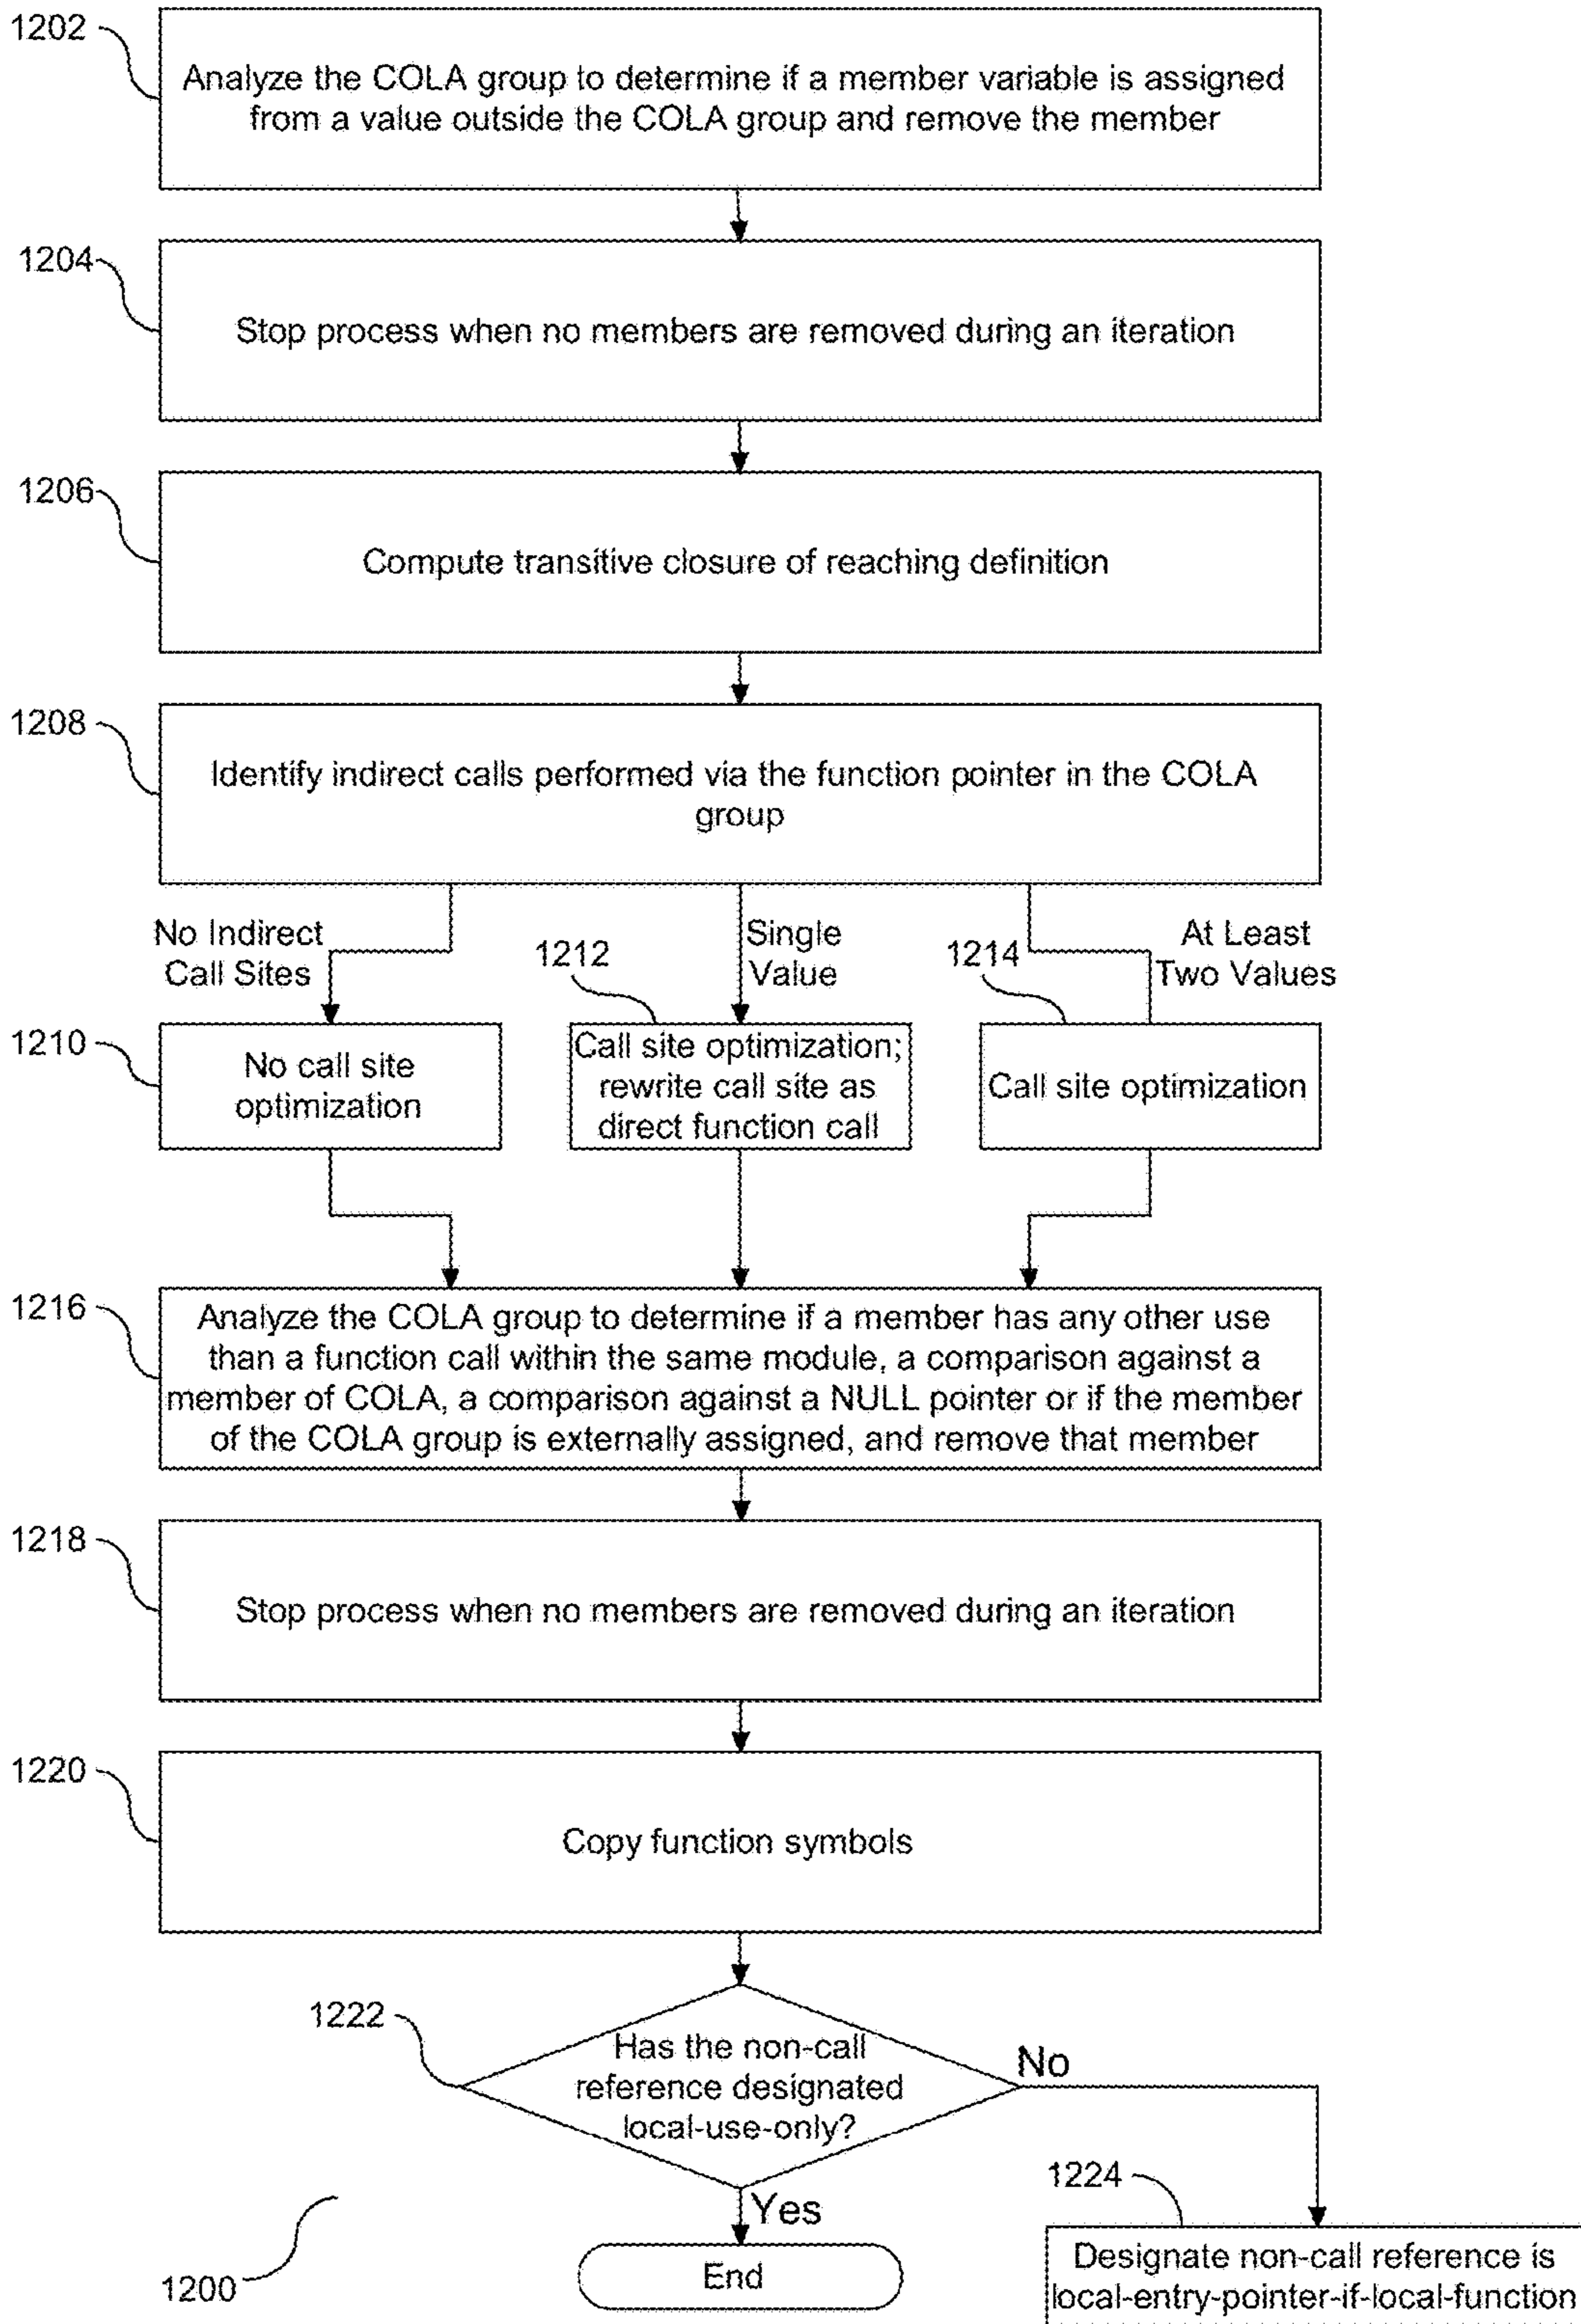 1202
Analyze the COLA group to determine if a member variable is assigned
from a value outside the COLA group and remove the member
1204
Stop process when no members are removed during an iteration
1206
Compute transitive closure of reaching definition
1208
Identify indirect calls performed via the function pointer in the COLA
group
No Indirect
Call Sites
1212
Single
Value
1214
At Least
Two Values
1210
No call site
optimization
Call site optimization;
rewrite call site as
direct function call
Call site optimization
1216
Analyze the COLA group to determine if a member has any other use
than a function call within the same module, a comparison against a
member of COLA, a comparison against a NULL pointer or if the member
of the COLA group is externally assigned, and remove that member
1218
Stop process when no members are removed during an iteration
1220
Copy function symbols
1222
Has the non-call
reference designated
local-use-only?
No
Yes
1224
1200
End
Designate non-call reference is
local-entry-pointer-if-local-function